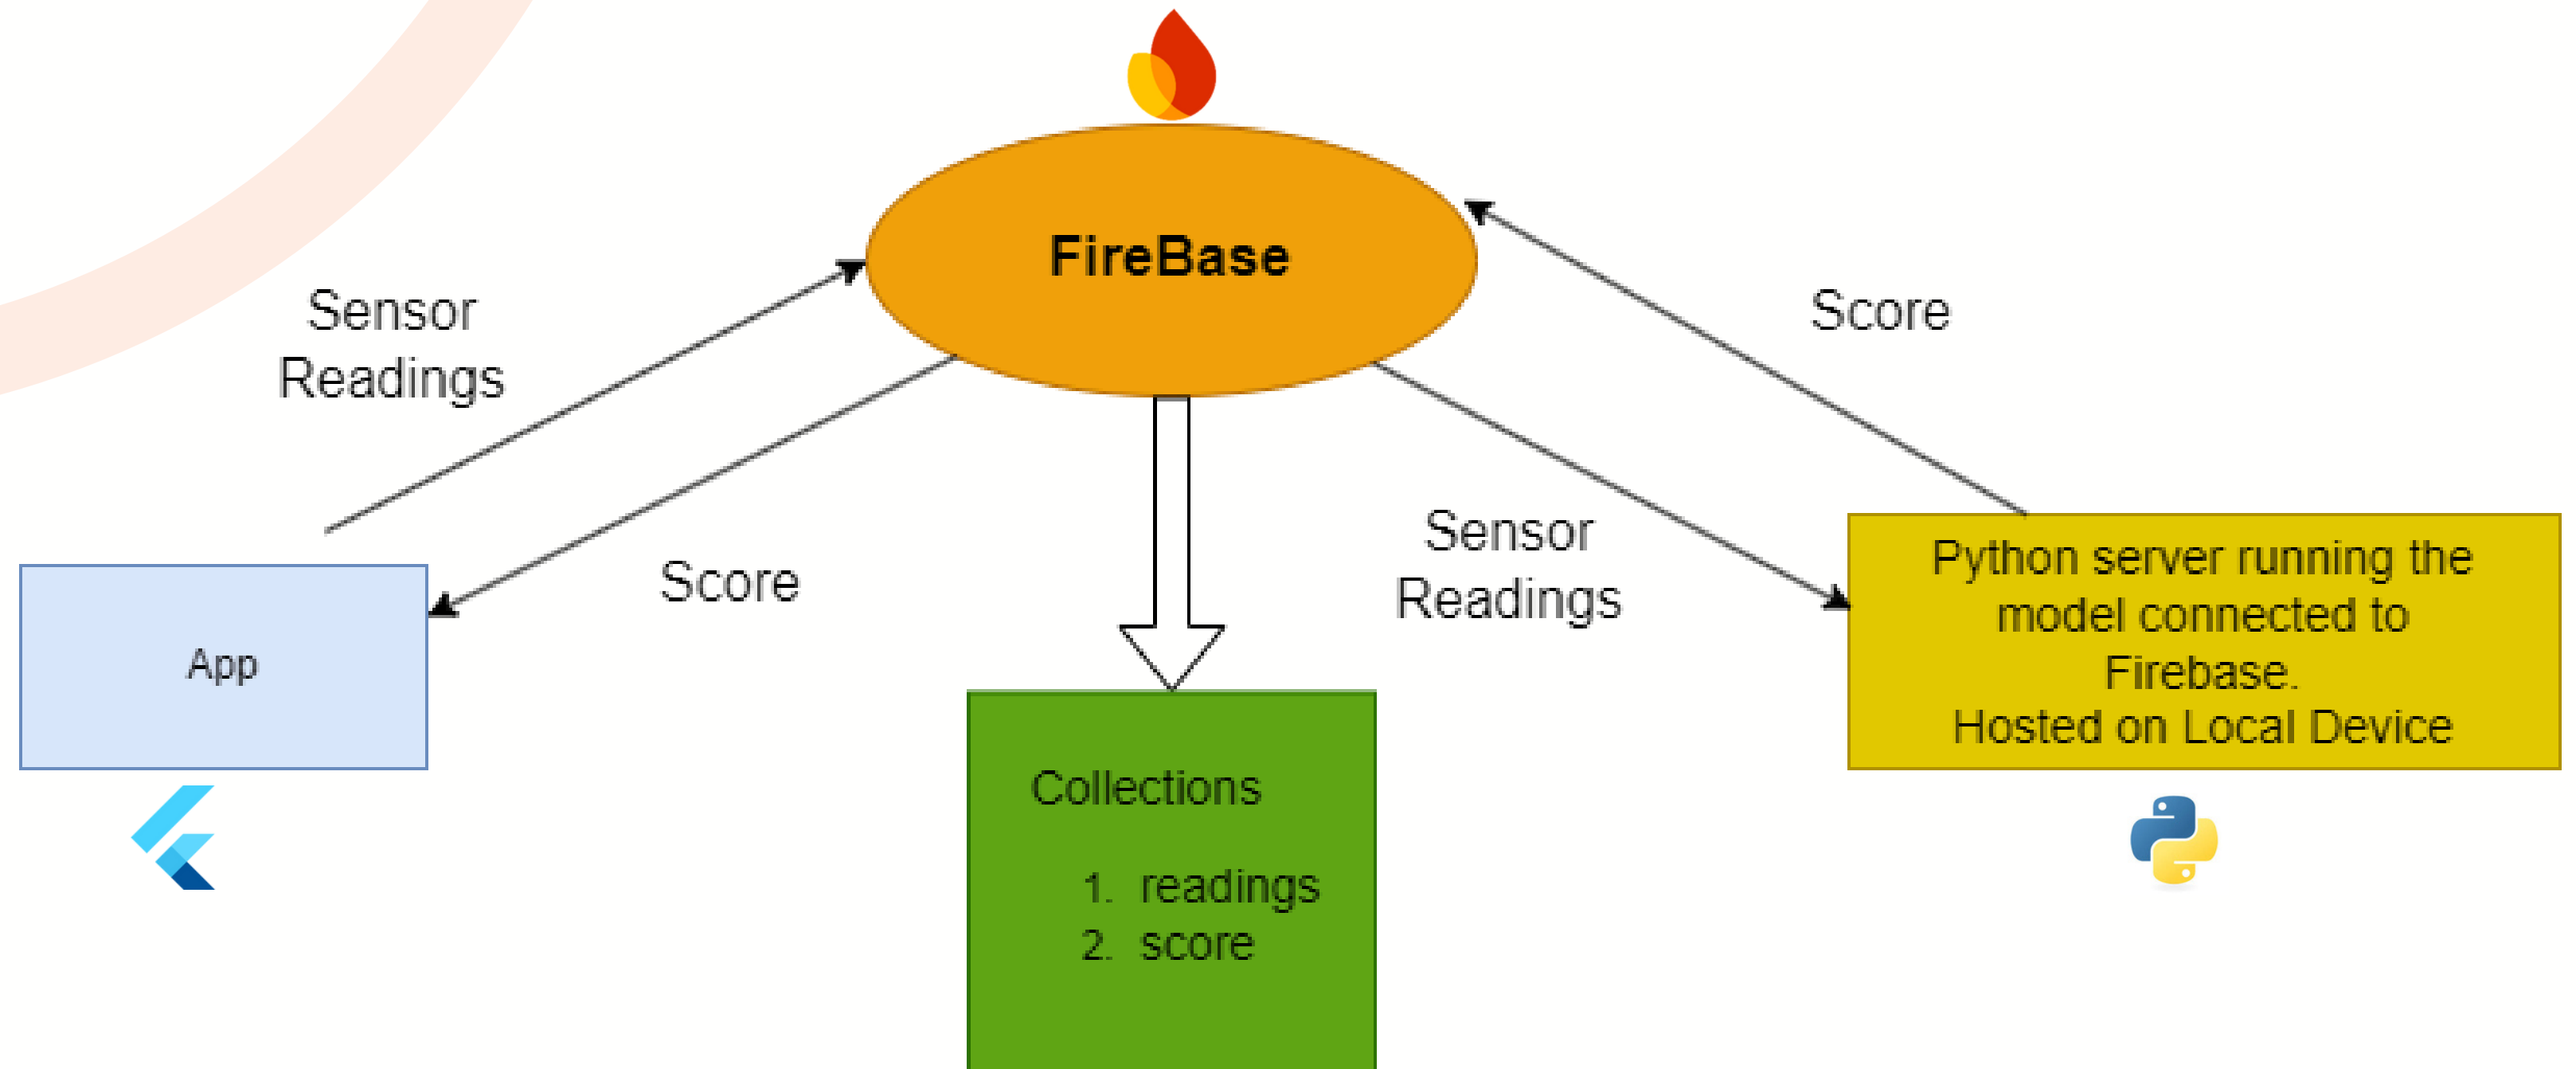 FireBase
Sensor
Readings
Score
Score
Sensor
Readings
App
Python server running the
model connected to
Firebase.
Hosted on Local Device
Collections
1. readings
2. score